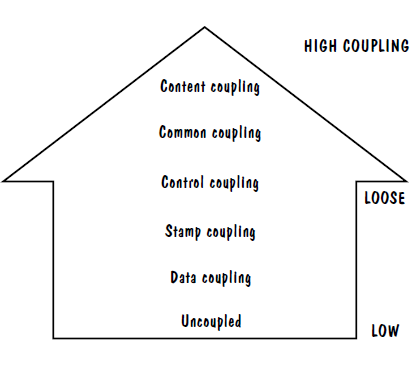 HIGH COUPLING
Content coupling
Common coupling
Control coupling
LOOSE
Stamp coupling
Data coupling
Uncoupled
LOW